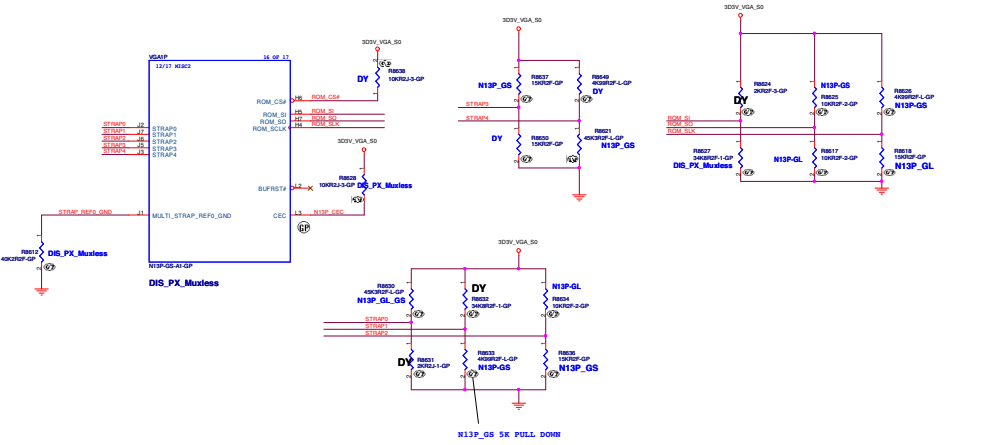 VGA1P
16 OF 17
12/17 MISC2
ROM_CS#
H6
ROM_CS#
ROM_SI
H5
ROM_SI
ROM_SO
H7
ROM_SO
ROM_SCLK
H4
ROM_SLK
STRAP0
J2
STRAP0
STRAP1
J7
STRAP1
STRAP2
J6
STRAP2
STRAP3
J5
STRAP3
STRAP4
J3
STRAP4
BUFRST#
L2
STRAP_REF0_GND
J1
MULTI_STRAP_REF0_GND
CEC
L3
N13P_CEC
GP
N13P-GS-A1-GP
DIS_PX_Muxless
R8612
40K2R2F-GP
DIS_PX_Muxless
3D3V_VGA_S0
R8638
10KR2J-3-GP
DY
3D3V_VGA_S0
R8628
10KR2J-3-GP
DIS_PX_Muxless
3D3V_VGA_S0
N13P_GS
R8637
15KR2F-GP
R8649
4K99R2F-L-GP
DY
STRAP3
STRAP4
DY
R8650
15KR2F-GP
R8621
45K3R2F-L-GP
N13P_GS
3D3V_VGA_S0
R8624
2KR2F-3-GP
DY
N13P-GS
R8625
10KR2F-2-GP
R8626
4K99R2F-L-GP
N13P-GS
ROM_SI
ROM_SO
ROM_SLK
R8627
34K8R2F-1-GP
DIS_PX_Muxless
N13P-GL
R8617
10KR2F-2-GP
R8618
15KR2F-GP
N13P_GL
3D3V_VGA_S0
R8630
45K3R2F-L-GP
N13P_GL_GS
DY
R8632
34K8R2F-1-GP
N13P-GL
R8634
10KR2F-2-GP
STRAP0
STRAP1
STRAP2
DY
R8631
2KR2J-1-GP
R8633
4K99R2F-L-GP
N13P-GS
R8636
15KR2F-GP
N13P_GS
N13P_GS 5K PULL DOWN